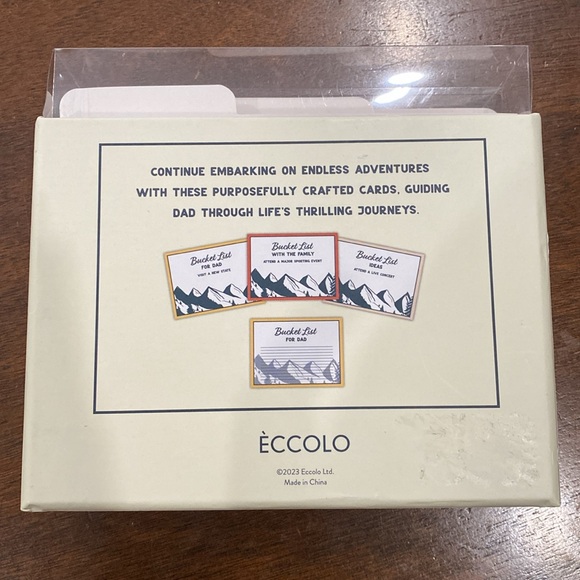 CONTINUE EMBARKING ON ENDLESS ADVENTURES
WITH THESE PURPOSEFULLY CRAFTED CARDS, GUIDING
DAD THROUGH LIFE'S THRILLING JOURNEYS.
Bucket List
FOR DAD
VISIT A NEW STATE
Bucket List
WITH THE FAMILY
ATTEND A MAJOR SPORTING EVENT
Bucket List
IDEAS
ATTEND A LIVE CONCERT
Bucket List
FOR DAD
ÈCCOLO
©2023 Eccolo Ltd.
Made in China